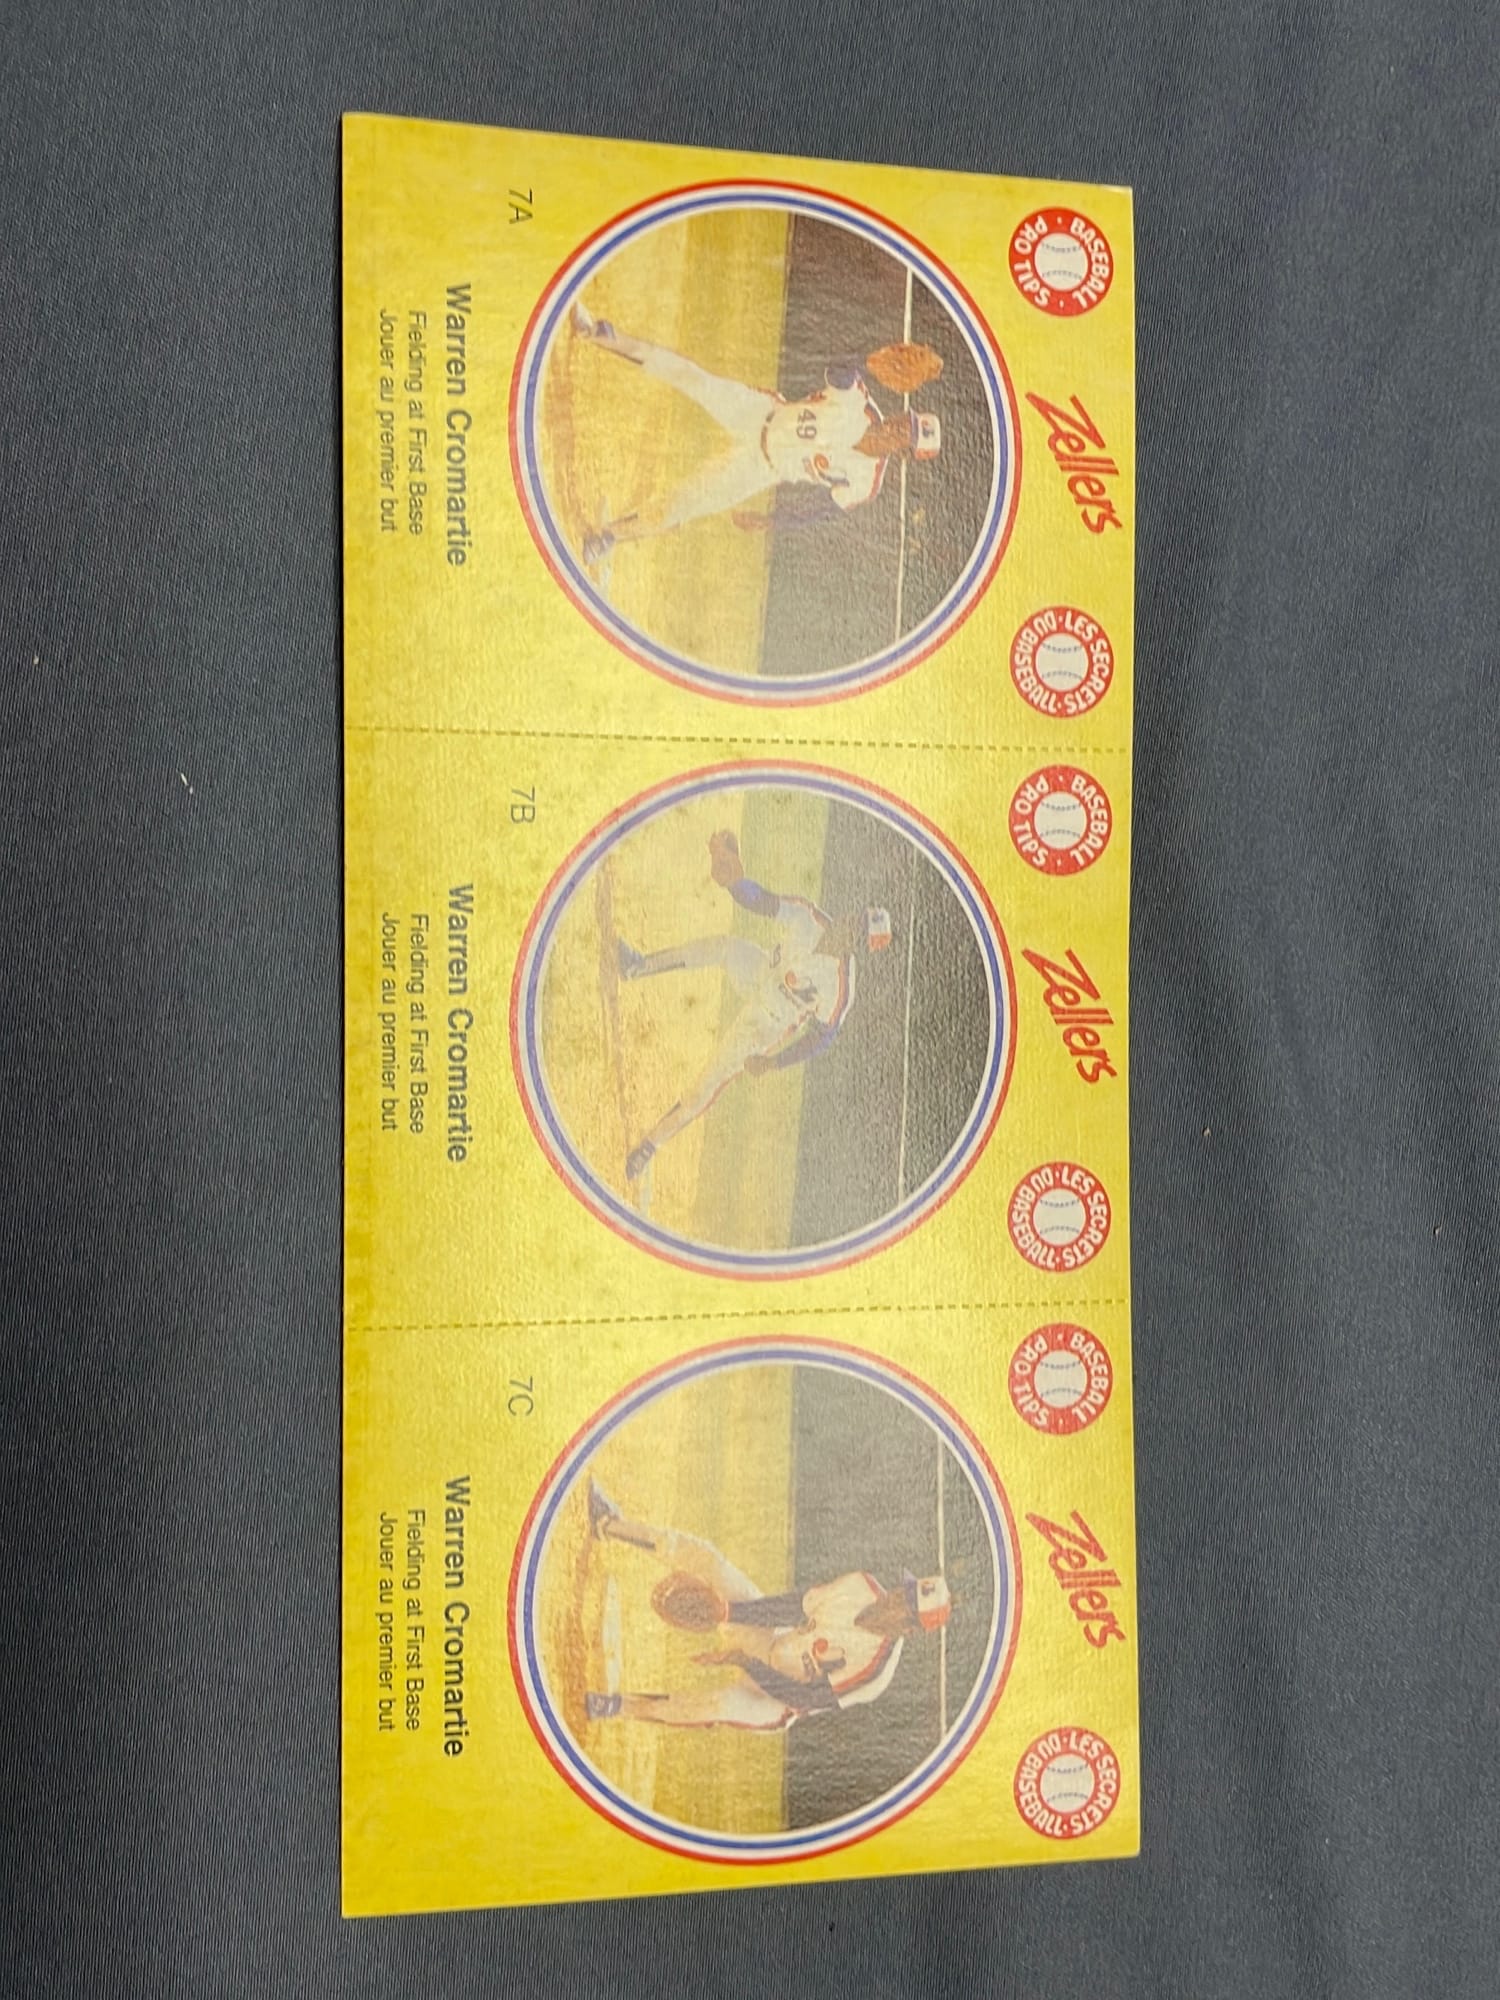 BASEBALL PRO TIPS
Zellers
LES SECRETS DU BASEBALL
49
7A
Warren Cromartie
Fielding at First Base
Jouer au premier but
BASEBALL PRO TIPS
Zellers
LES SECRETS DU BASEBALL
7B
Warren Cromartie
Fielding at First Base
Jouer au premier but
BASEBALL PRO TIPS
Zellers
LES SECRETS DU BASEBALL
7C
Warren Cromartie
Fielding at First Base
Jouer au premier but